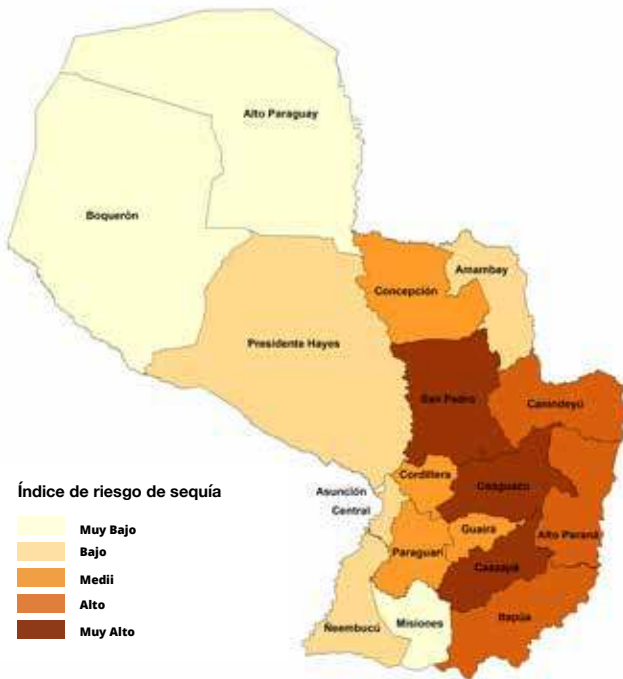 Alto Paraguay
Boquerón
Amambay
Concepción
Presidente Hayes
San Pedro
Canindeyú
Cordillera
Caaguazú
Asunción
Central
Guairá
Alto Paraná
Paraguarí
Caazapá
Itapúa
Misiones
Ñeembucú
Índice de riesgo de sequía
Muy Bajo
Bajo
Medii
Alto
Muy Alto